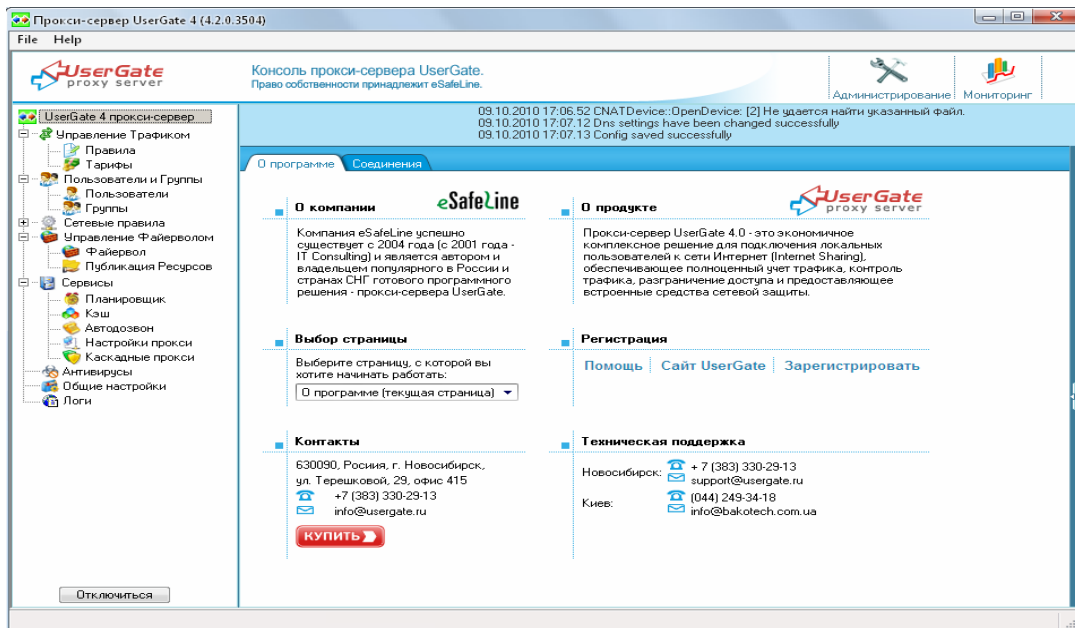 Прокси-сервер UserGate 4 (4.2.0.3504)
File Help
UserGate
proxy server
Консоль прокси-сервера UserGate.
Право собственности принадлежит eSafeLine.
Администрирование
Мониторинг
09.10.2010 17:06.52 CNATDevice::OpenDevice: [2] Не удается найти указанный файл.
09.10.2010 17:07.12 Dns settings have been changed successfully
09.10.2010 17:07.13 Config saved successfully
UserGate 4 прокси-сервер
Управление Трафиком
Правила
Тарифы
Пользователи и Группы
Пользователи
Группы
Сетевые правила
Управление Файерволом
Файервол
Публикация Ресурсов
Сервисы
Планировщик
Кэш
Автодозвон
Настройки прокси
Каскадные прокси
Антивирусы
Общие настройки
Логи
Отключиться
О программе
Соединения
О компании
eSafeLine
Компания eSafeLine успешно
существует с 2004 года (с 2001 года -
IT Consulting) и является автором и
владельцем популярного в России и
странах СНГ готового программного
решения - прокси-сервера UserGate.
О продукте
UserGate
proxy server
Прокси-сервер UserGate 4.0 - это экономичное
комплексное решение для подключения локальных
пользователей к сети Интернет (Internet Sharing),
обеспечивающее полноценный учет трафика, контроль
трафика, разграничение доступа и предоставляющее
встроенные средства сетевой защиты.
Выбор страницы
Выберите страницу, с которой вы
хотите начинать работать:
О программе (текущая страница)
Регистрация
Помощь
Сайт UserGate
Зарегистрировать
Контакты
630090, Росиия, г. Новосибирск,
ул. Терешковой, 29, офис 415
+7 (383) 330-29-13
info@usergate.ru
КУПИТЬ
Техническая поддержка
Новосибирск:
+ 7 (383) 330-29-13
support@usergate.ru
Киев:
(044) 249-34-18
info@bakotech.com.ua